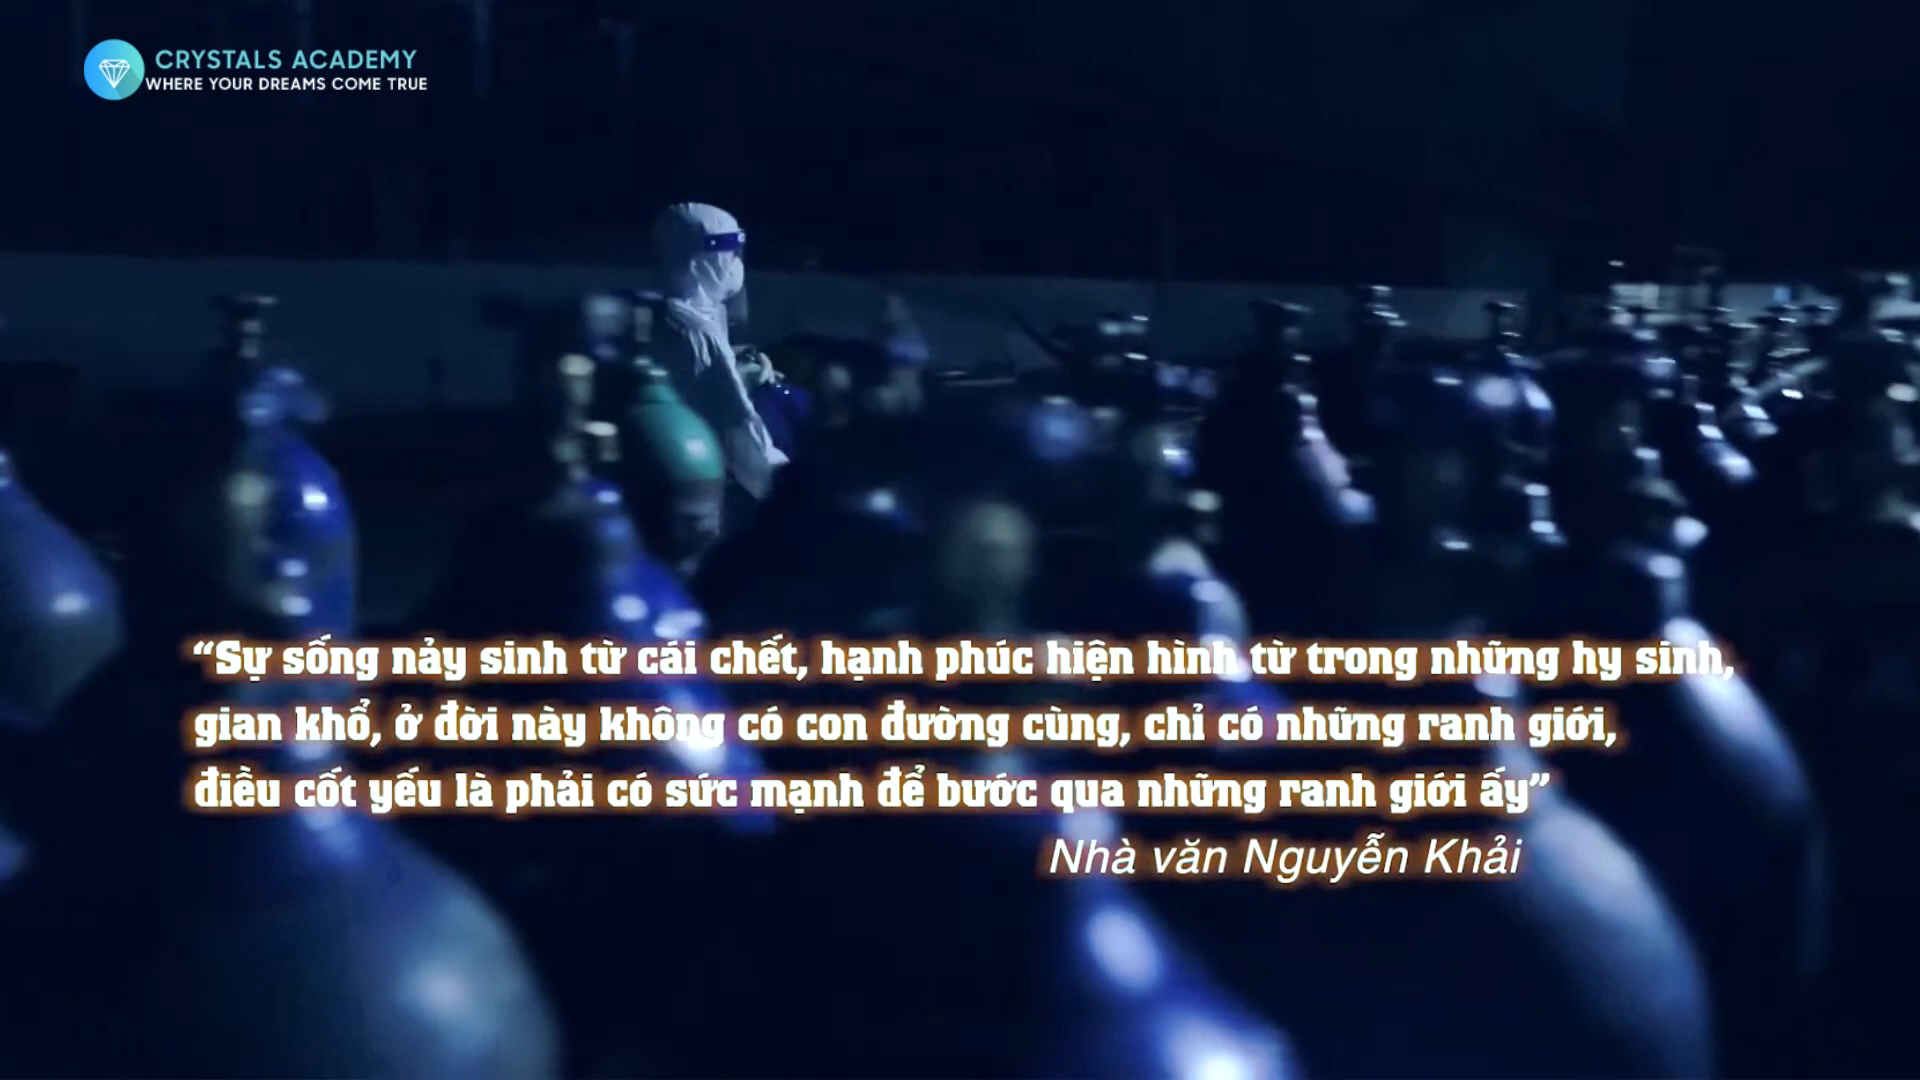 CRYSTALS ACADEMY
WHERE YOUR DREAMS COME TRUE
“Sự sống nảy sinh từ cái chết, hạnh phúc hiện hình từ trong những hy sinh,
gian khổ, ở đời này không có con đường cùng, chỉ có những ranh giới,
điều cốt yếu là phải có sức mạnh để bước qua những ranh giới ấy”
Nhà văn Nguyễn Khải